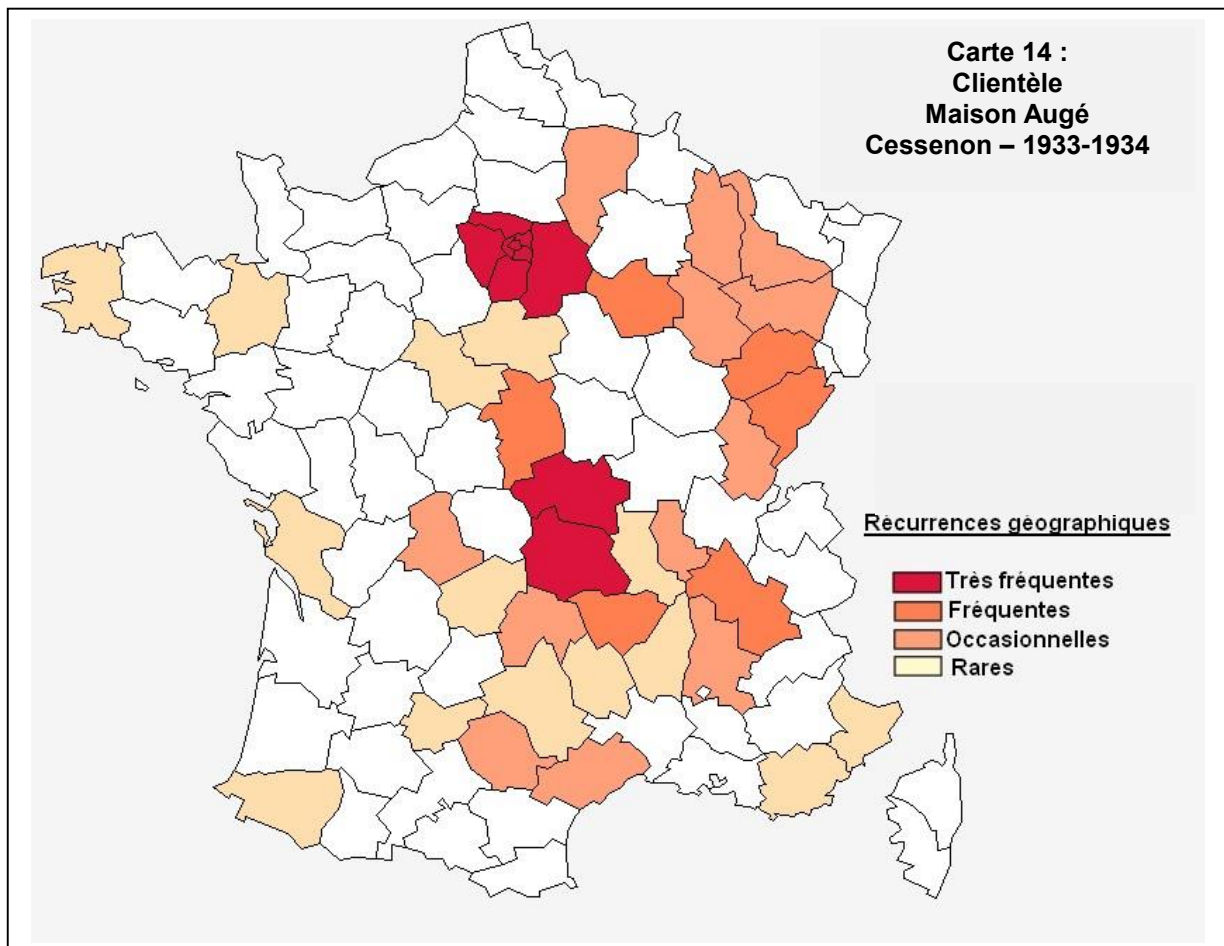 Carte 14 :
Clientèle
Maison Augé
Cessenon – 1933-1934
Récurrences géographiques
Très fréquentes
Fréquentes
Occasionnelles
Rares